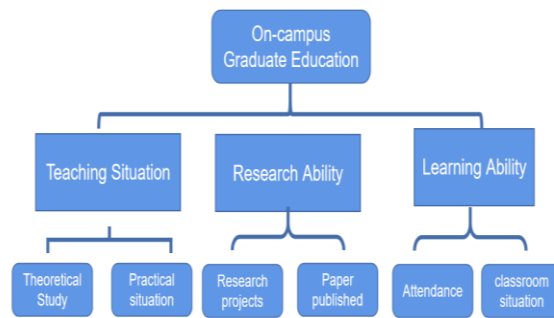 On-campus
Graduate Education
Teaching Situation
Research Ability
Learning Ability
Theoretical
Study
Practical
situation
Research
projects
Paper
published
Attendance
classroom
situation